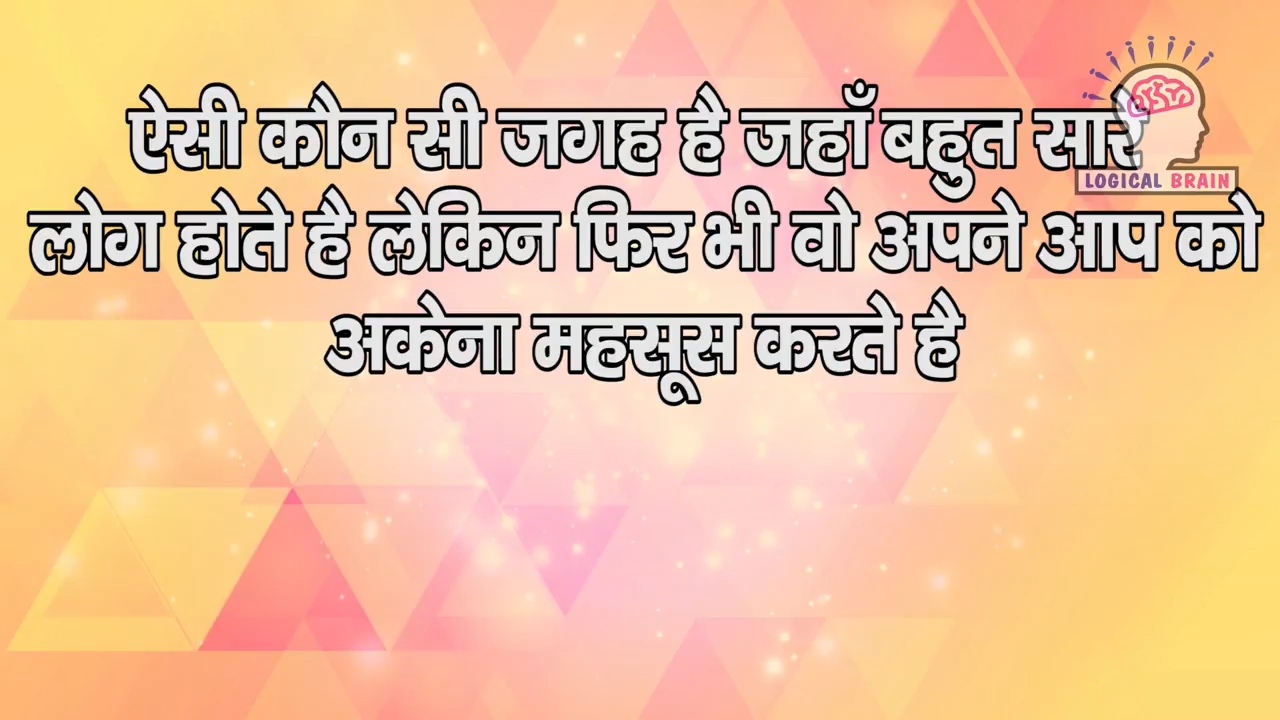 ऐसी कौन सी जगह है जहाँ बहुत सारे
लोग होते है लेकिन फिर भी वो अपने आप को
अकेना महसूस करते है
LOGICAL BRAIN